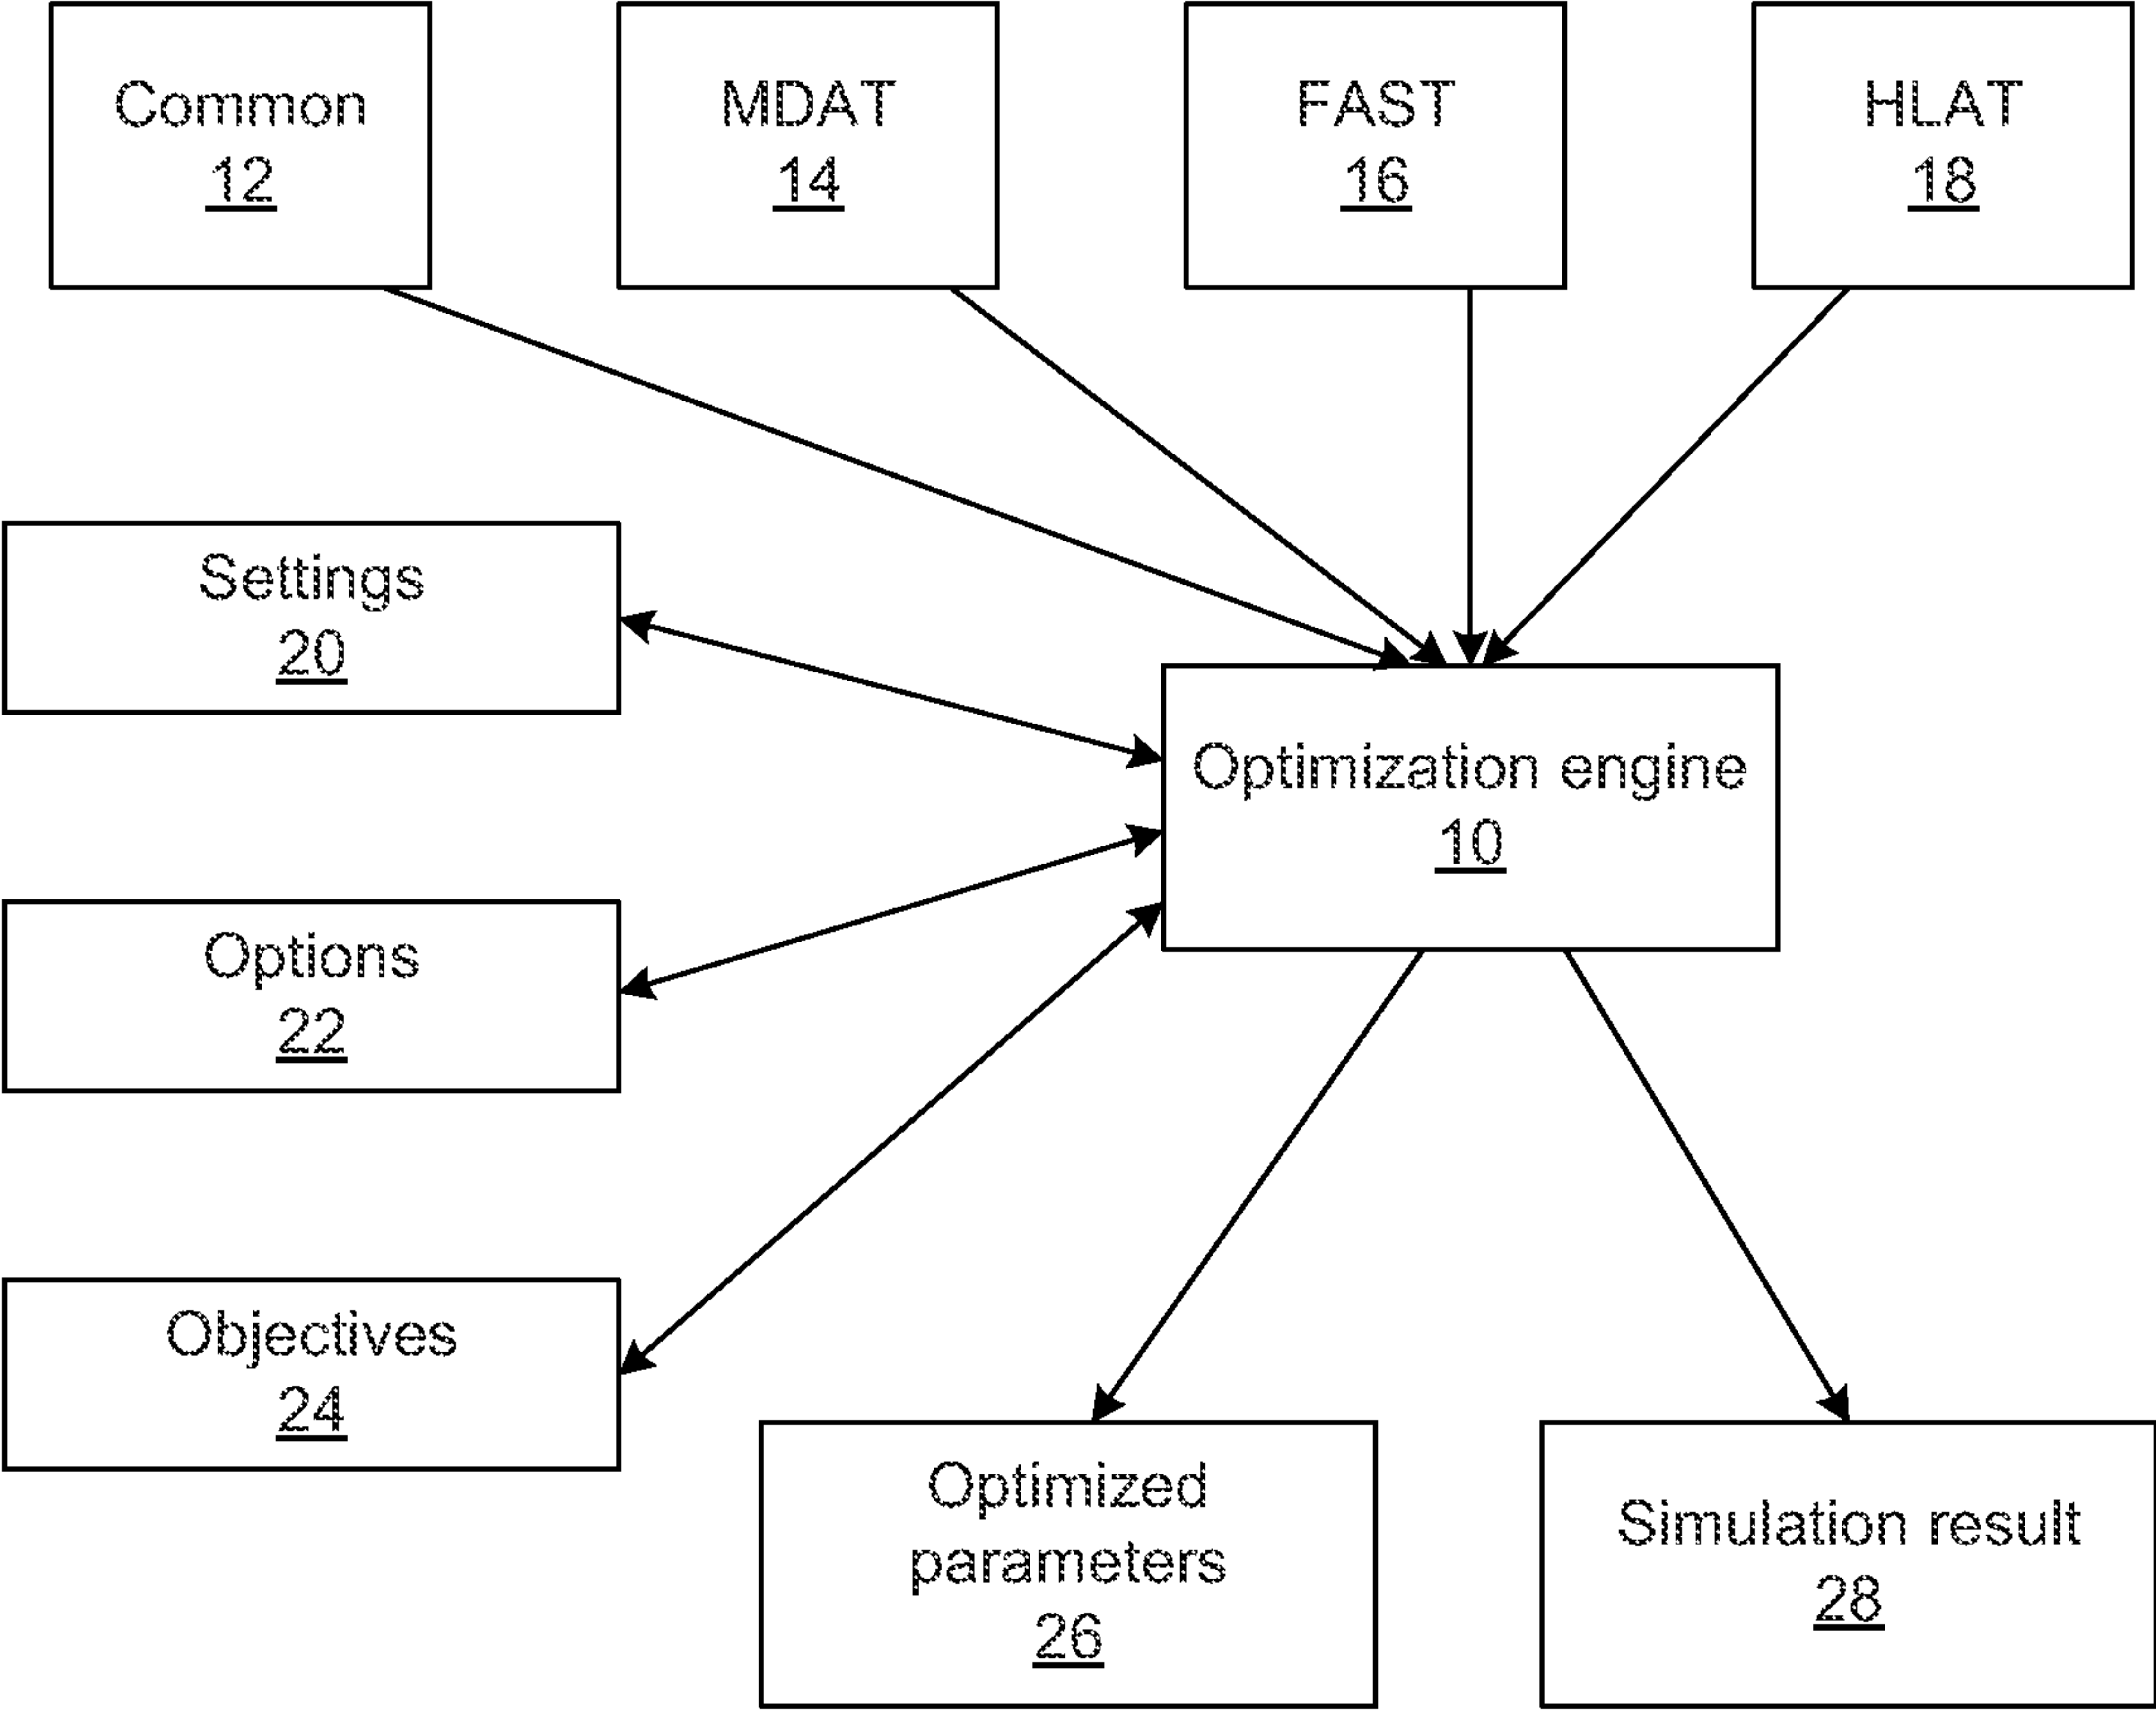 Common
12
MDAT
14
FAST
16
HLAT
18
Settings
20
Optimization engine
10
Options
22
Objectives
24
Optimized
parameters
26
Simulation result
28